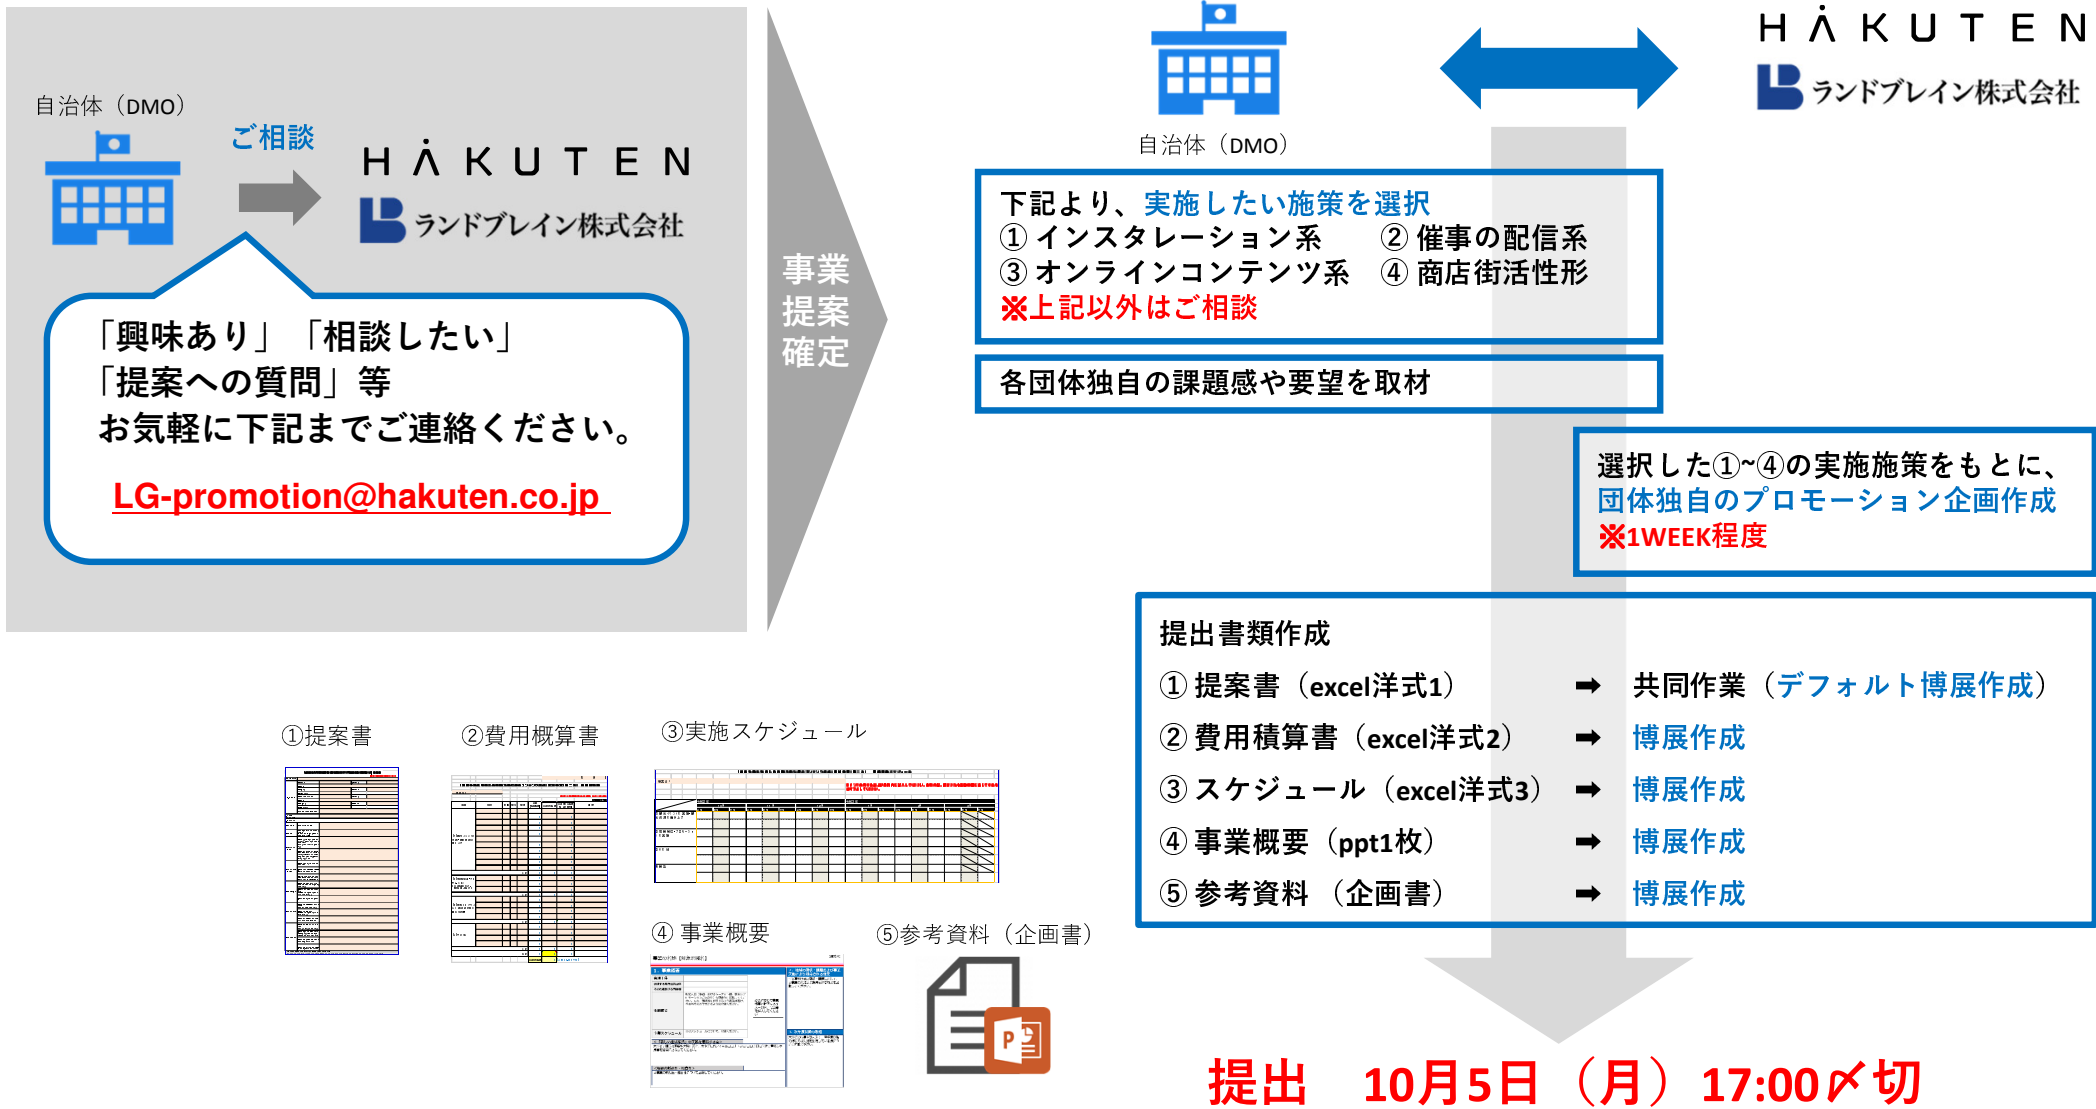 自治体（DMO）
ご相談
HAKUTEN
ランドブレイン株式会社
「興味あり」「相談したい」
「提案への質問」等
お気軽に下記までご連絡ください。
LG-promotion@hakuten.co.jp
事業
提案
確定
自治体（DMO）
HAKUTEN
ランドブレイン株式会社
下記より、実施したい施策を選択
①インスタレーション系 ②催事の配信系
③オンラインコンテンツ系 ④商店街活性形
※上記以外はご相談
各団体独自の課題感や要望を取材
選択した①~④の実施施策をもとに、
団体独自のプロモーション企画作成
※1WEEK程度
提出書類作成
①提案書（excel洋式1） ➡ 共同作業（デフォルト博展作成）
②費用積算書（excel洋式2） ➡ 博展作成
③スケジュール（excel洋式3） ➡ 博展作成
④事業概要（ppt1枚） ➡ 博展作成
⑤参考資料（企画書） ➡ 博展作成
①提案書
②費用概算書
③実施スケジュール
④ 事業概要
⑤参考資料（企画書）
P
提出 10月5日（月）17:00〆切